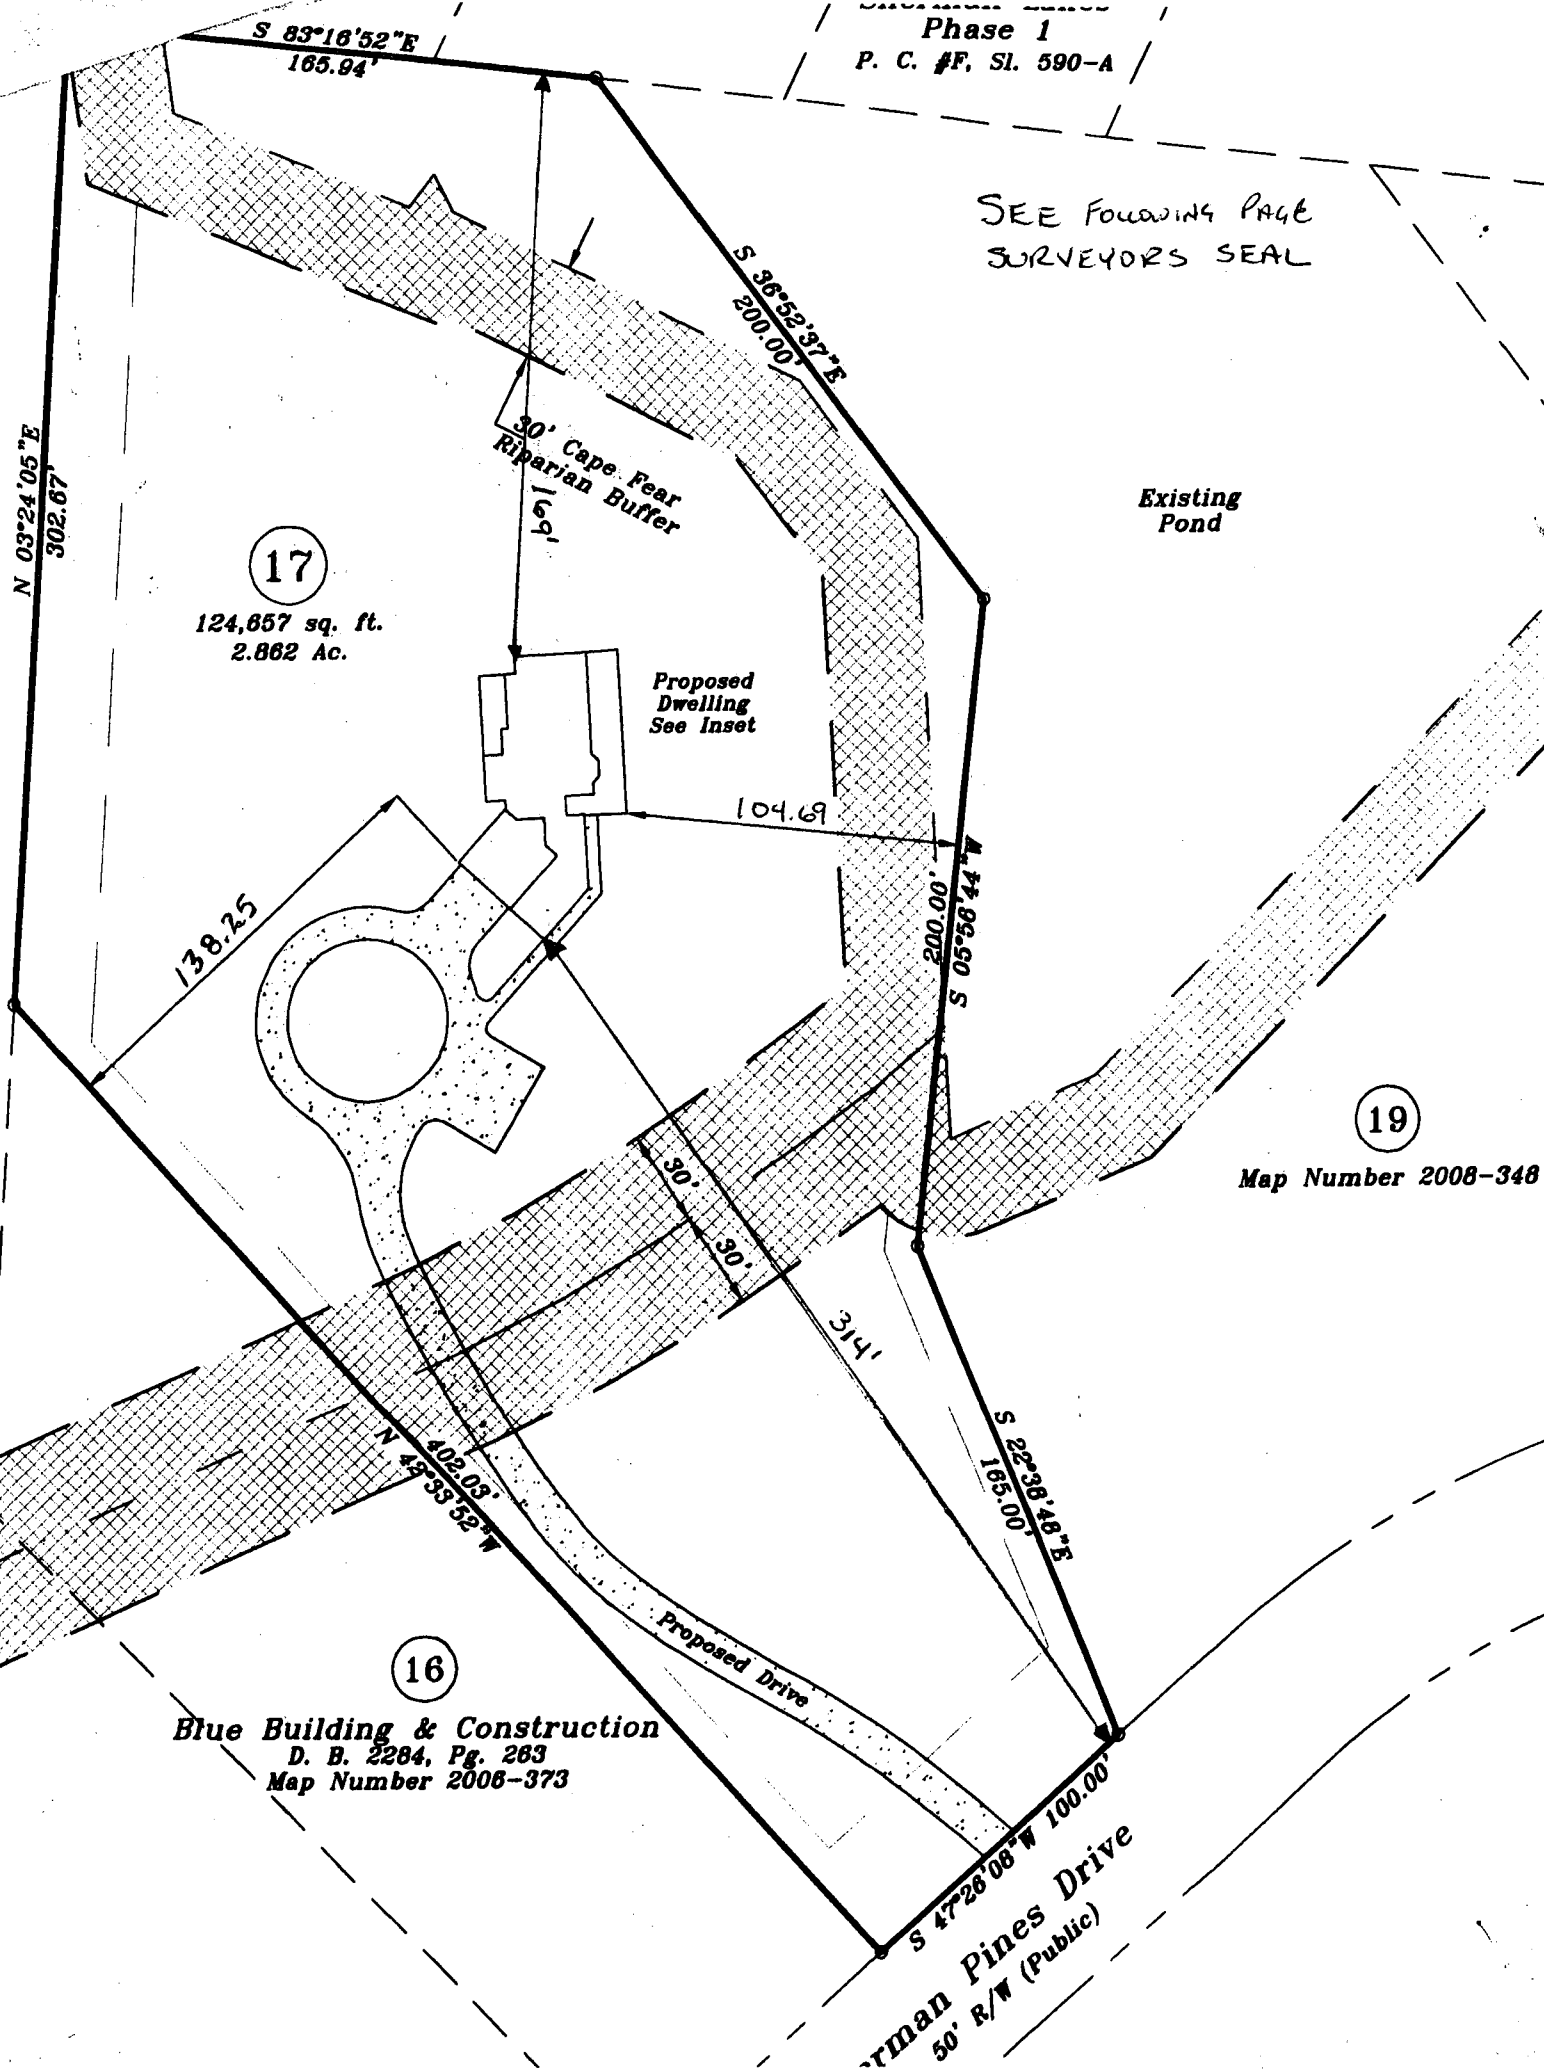 Phase 1
P. C. #F, Sl. 590-A
S 83°16'52"E
165.94'
SEE FOLLOWING PAGE
SURVEYORS SEAL
S 36°52'37"E
200.00'
N 03°24'05"E
302.67'
30' Cape Fear
Riparian Buffer
169'
Existing
Pond
17
124,657 sq. ft.
2.862 Ac.
Proposed
Dwelling
See Inset
104.69
200.00'
S 05°56'44"W
138.25
30'
30'
19
Map Number 2008-348
314'
S 22°36'48"E
165.00'
402.03'
N 42°33'52"W
Proposed Drive
16
Blue Building & Construction
D. B. 2284, Pg. 263
Map Number 2006-373
S 47°26'08"W 100.00'
Pines Drive
50' R/W (Public)